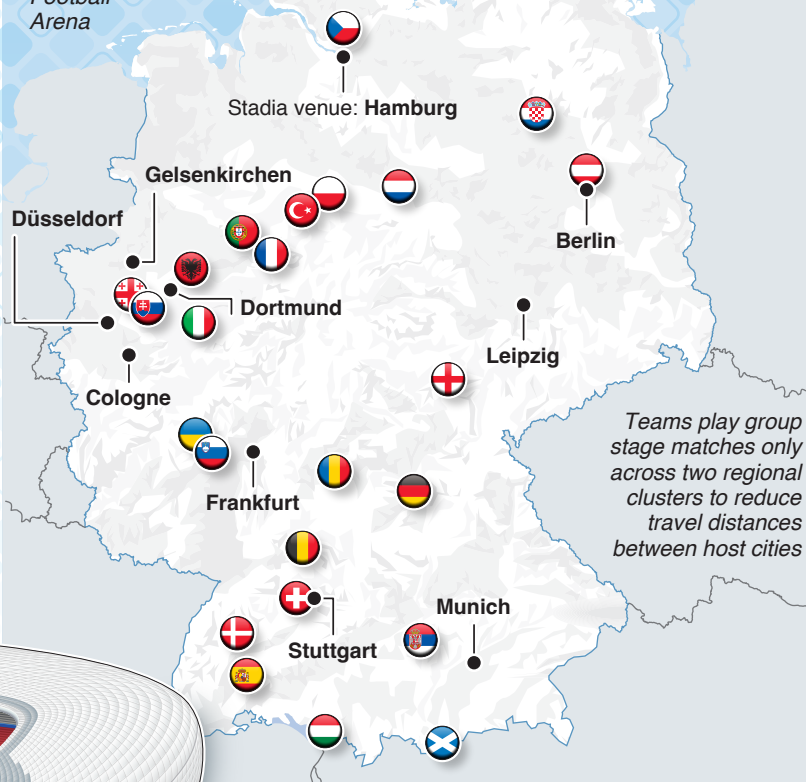 Football
Arena
Stadia venue: Hamburg
Gelsenkirchen
Düsseldorf
Berlin
Dortmund
Leipzig
Cologne
Teams play group
stage matches only
across two regional
clusters to reduce
travel distances
between host cities
Frankfurt
Munich
Stuttgart